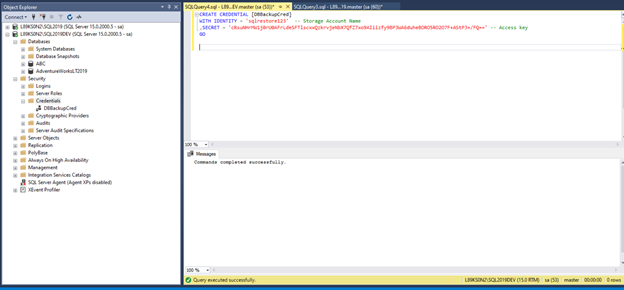 Object Explorer
Connect
L89KS0N2\SQL2019 (SQL Server 15.0.2000.5 - sa)
L89KS0N2\SQL2019DEV (SQL Server 15.0.2000.5 - sa)
Databases
System Databases
Database Snapshots
ABC
AdventureWorksLT2019
Security
Logins
Server Roles
Credentials
DBBackupCred
Cryptographic Providers
Audits
Server Audit Specifications
Server Objects
Replication
PolyBase
Always On High Availability
Management
Integration Services Catalogs
SQL Server Agent (Agent XPs disabled)
XEvent Profiler
SQLQuery4.sql - L89...EV.master (sa (53))*
SQLQuery3.sql - L89...19.master (sa (60))*
CREATE CREDENTIAL [DBBackupCred]
WITH IDENTITY = 'sqlrestore123' -- Storage Account Name
,SECRET = -- Access key
GO
100 %
Messages
Commands completed successfully.
100 %
Query executed successfully.
L89KS0N2\SQL2019DEV (15.0 RTM)
sa (53)
master
00:00:00
0 rows